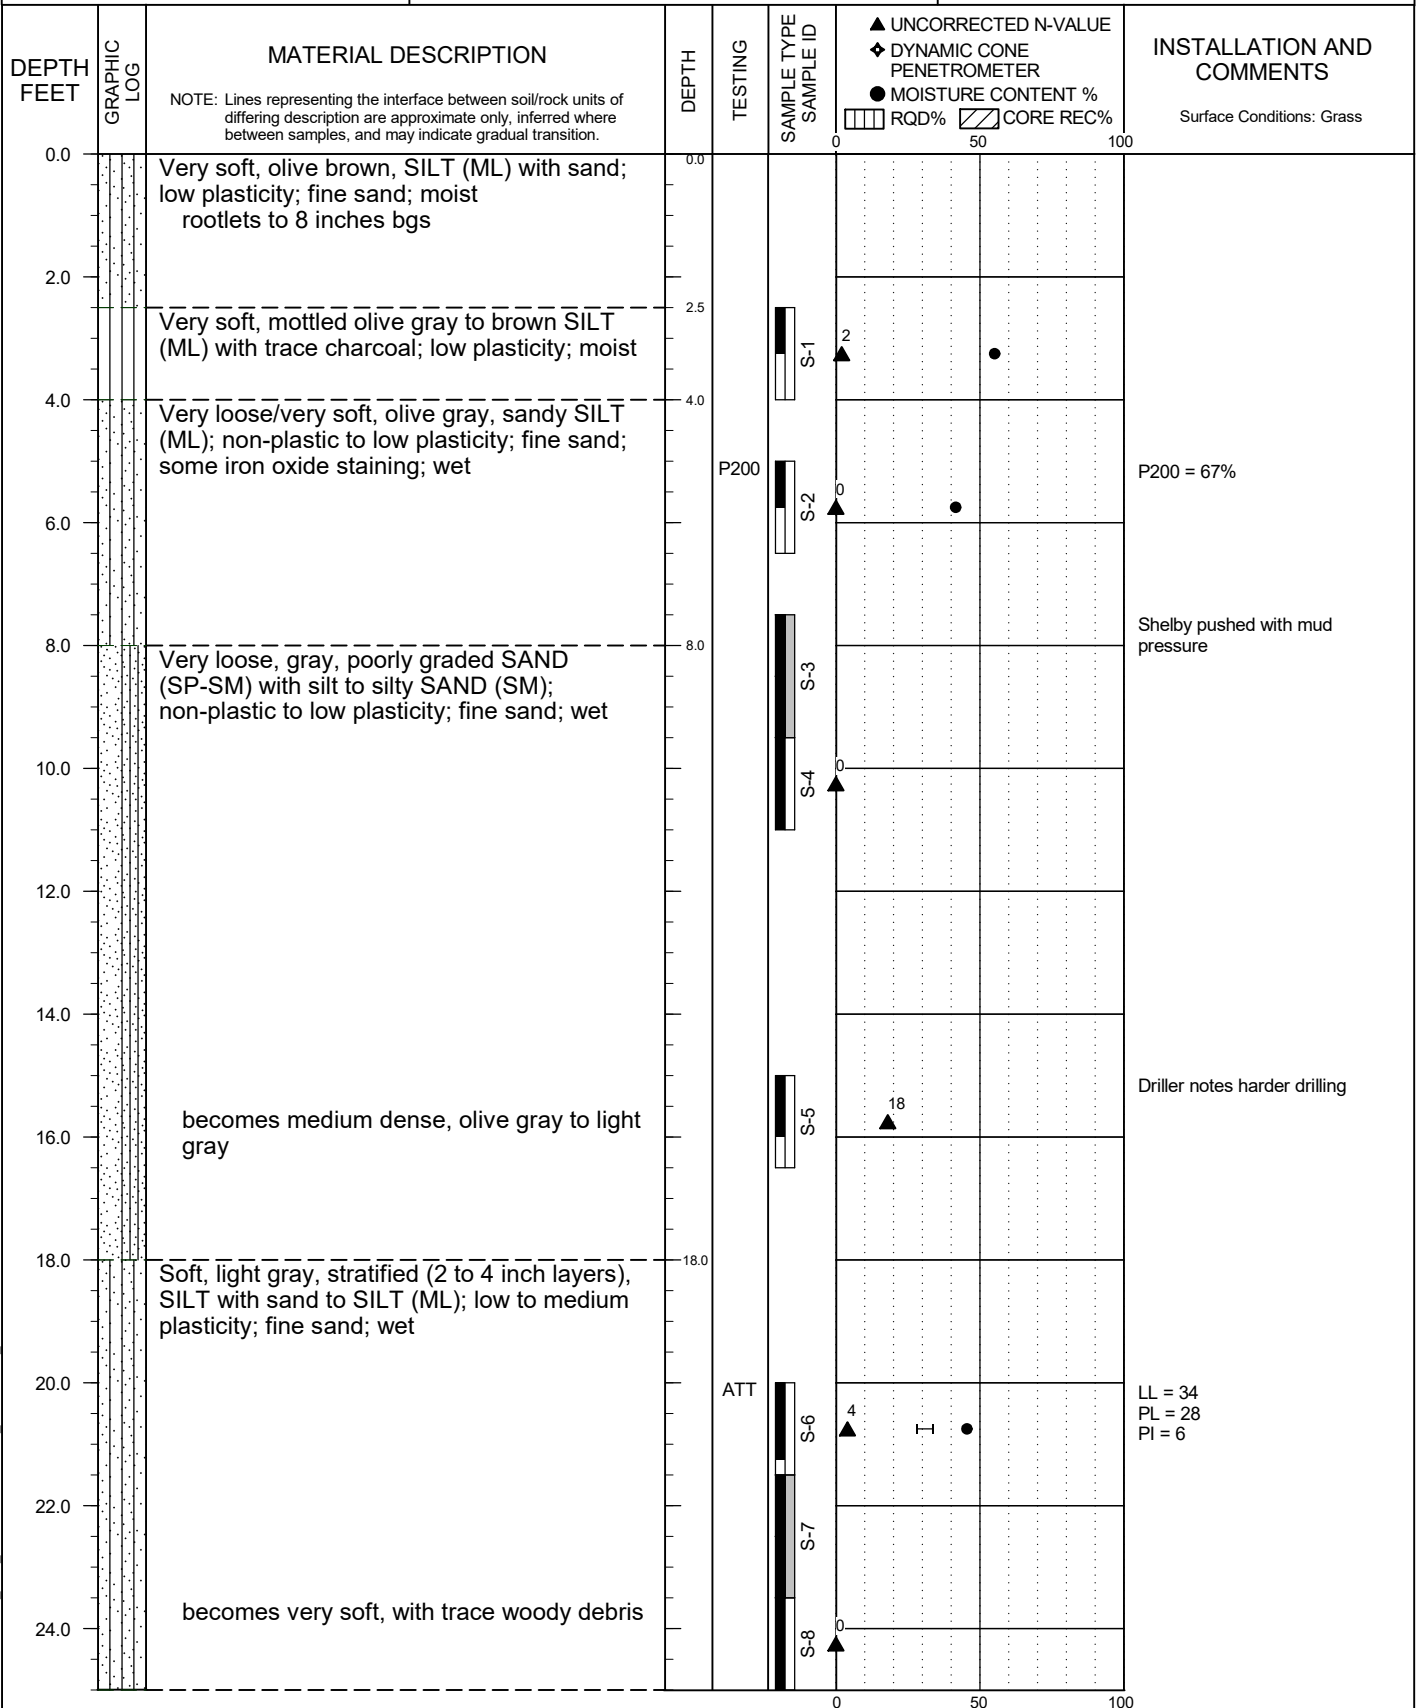 DEPTH
FEET
GRAPHIC
LOG
MATERIAL DESCRIPTION
NOTE: Lines representing the interface between soil/rock units of
differing description are approximate only, inferred where
between samples, and may indicate gradual transition.
DEPTH
TESTING
SAMPLE TYPE
SAMPLE ID
UNCORRECTED N-VALUE
DYNAMIC CONE
PENETROMETER
MOISTURE CONTENT %
RQD% CORE REC%
0 50 100
INSTALLATION AND
COMMENTS
Surface Conditions: Grass
0.0
Very soft, olive brown, SILT (ML) with sand;
low plasticity; fine sand; moist
rootlets to 8 inches bgs
0.0
2.0
2.5
Very soft, mottled olive gray to brown SILT
(ML) with trace charcoal; low plasticity; moist
S-1
2
4.0
4.0
Very loose/very soft, olive gray, sandy SILT
(ML); non-plastic to low plasticity; fine sand;
some iron oxide staining; wet
P200
S-2
0
P200 = 67%
6.0
Shelby pushed with mud
pressure
8.0
8.0
Very loose, gray, poorly graded SAND
(SP-SM) with silt to silty SAND (SM);
non-plastic to low plasticity; fine sand; wet
S-3
10.0
S-4
0
12.0
14.0
Driller notes harder drilling
becomes medium dense, olive gray to light
gray
S-5
18
16.0
18.0
18.0
Soft, light gray, stratified (2 to 4 inch layers),
SILT with sand to SILT (ML); low to medium
plasticity; fine sand; wet
20.0
ATT
S-6
4
LL = 34
PL = 28
PI = 6
22.0
S-7
becomes very soft, with trace woody debris
24.0
S-8
0
0 50 100